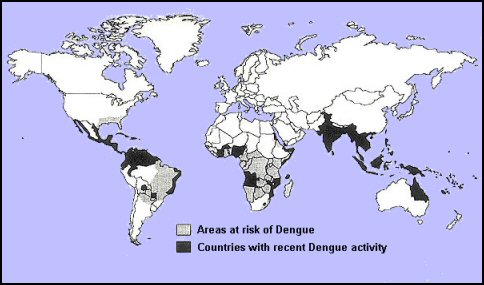 Areas at risk of Dengue
Countries with recent Dengue activity